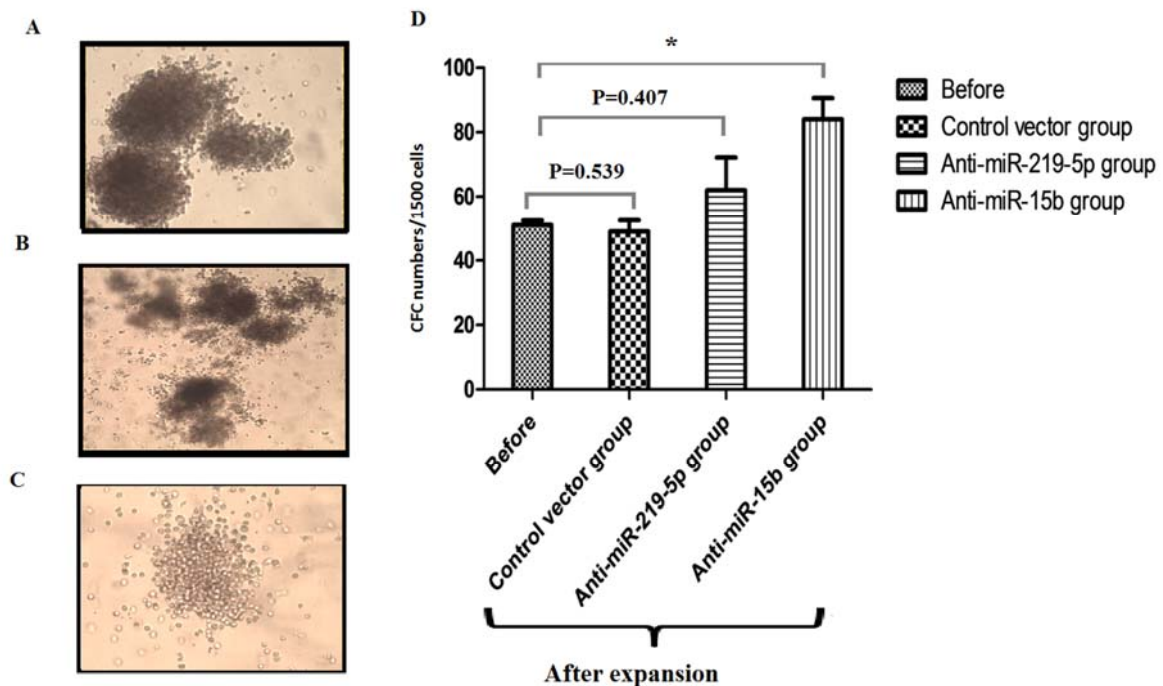 A
B
C
D
*
P=0.407
P=0.539
CFC numbers/1500 cells
100
80
60
40
20
0
Before
Control vector group
Anti-miR-219-5p group
Anti-miR-15b group
After expansion
Before
Control vector group
Anti-miR-219-5p group
Anti-miR-15b group